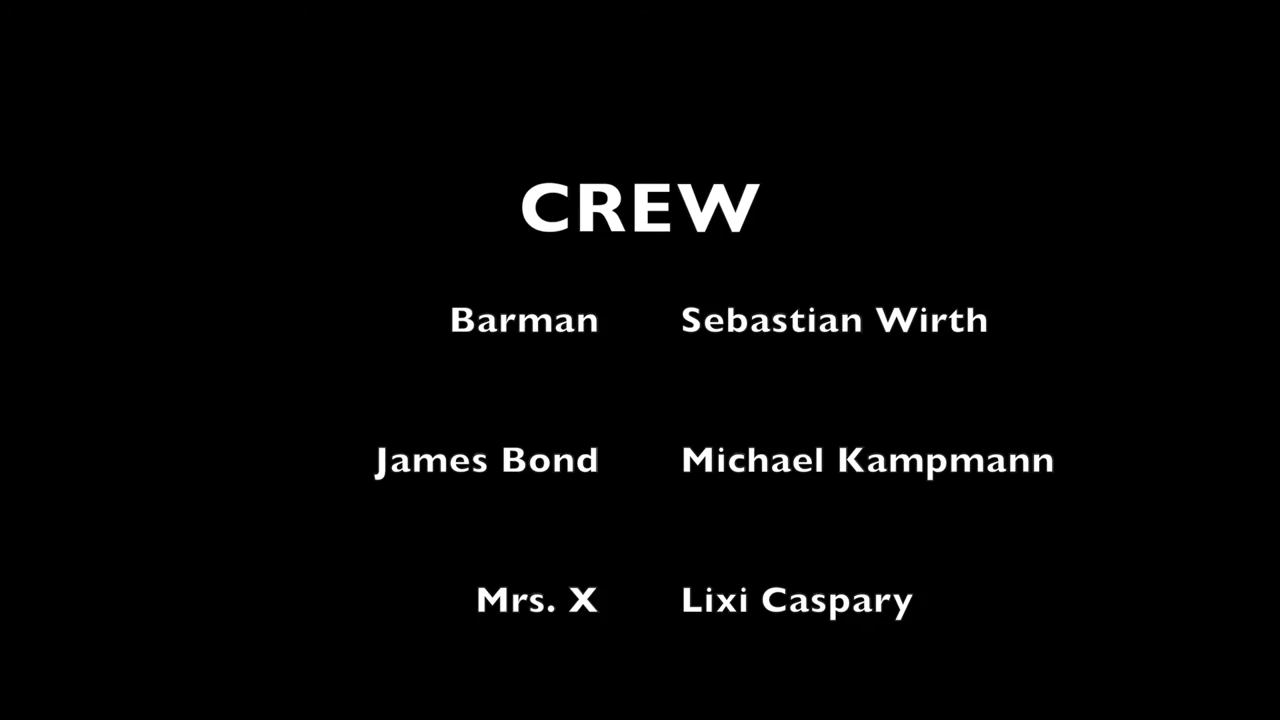 CREW
Barman Sebastian Wirth
James Bond Michael Kampmann
Mrs. X Lixi Caspary